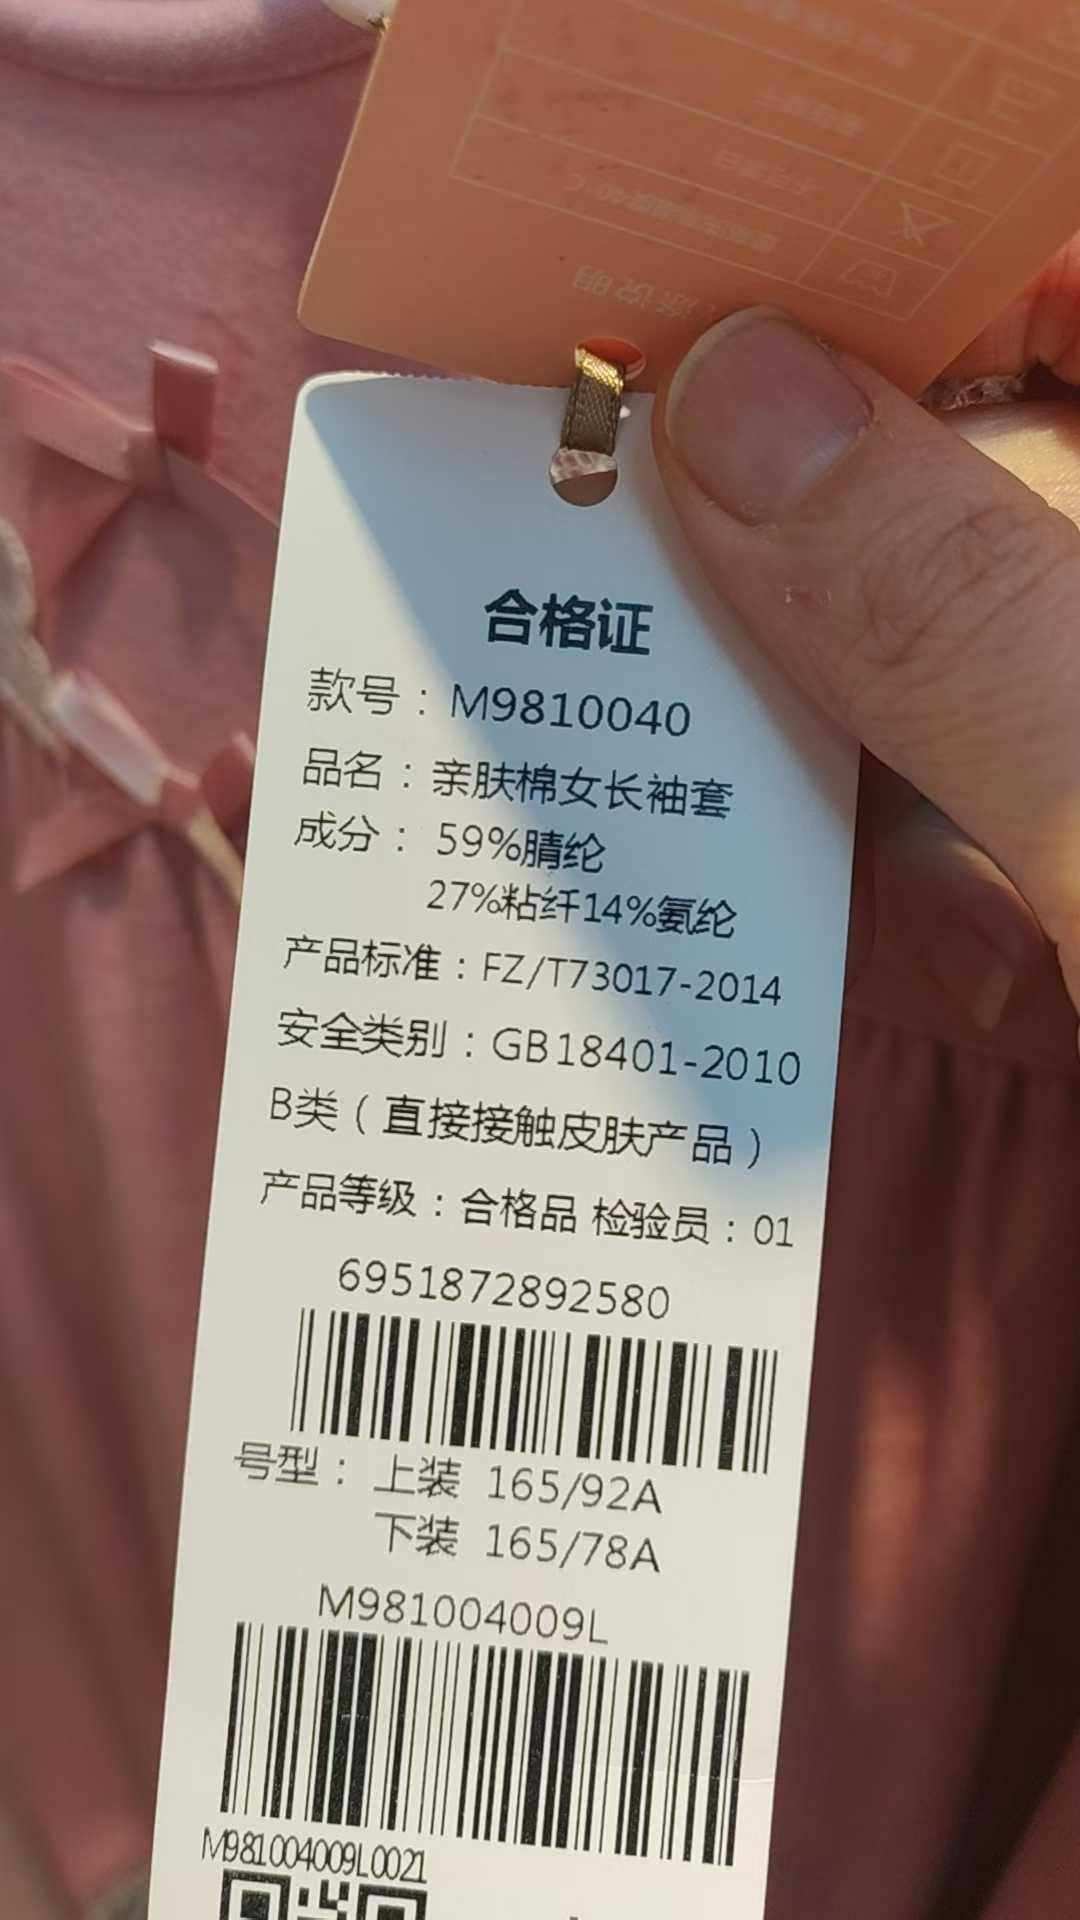 合格证
款号：M9810040
品名：亲肤棉女长袖套
成分：59%腈纶
27%粘纤14%氨纶
产品标准：FZ/T73017-2014
安全类别：GB18401-2010
B类（直接接触皮肤产品）
产品等级：合格品 检验员：01
6951872892580
号型：上装 165/92A
下装 165/78A
M981004009L
M981004009L0021